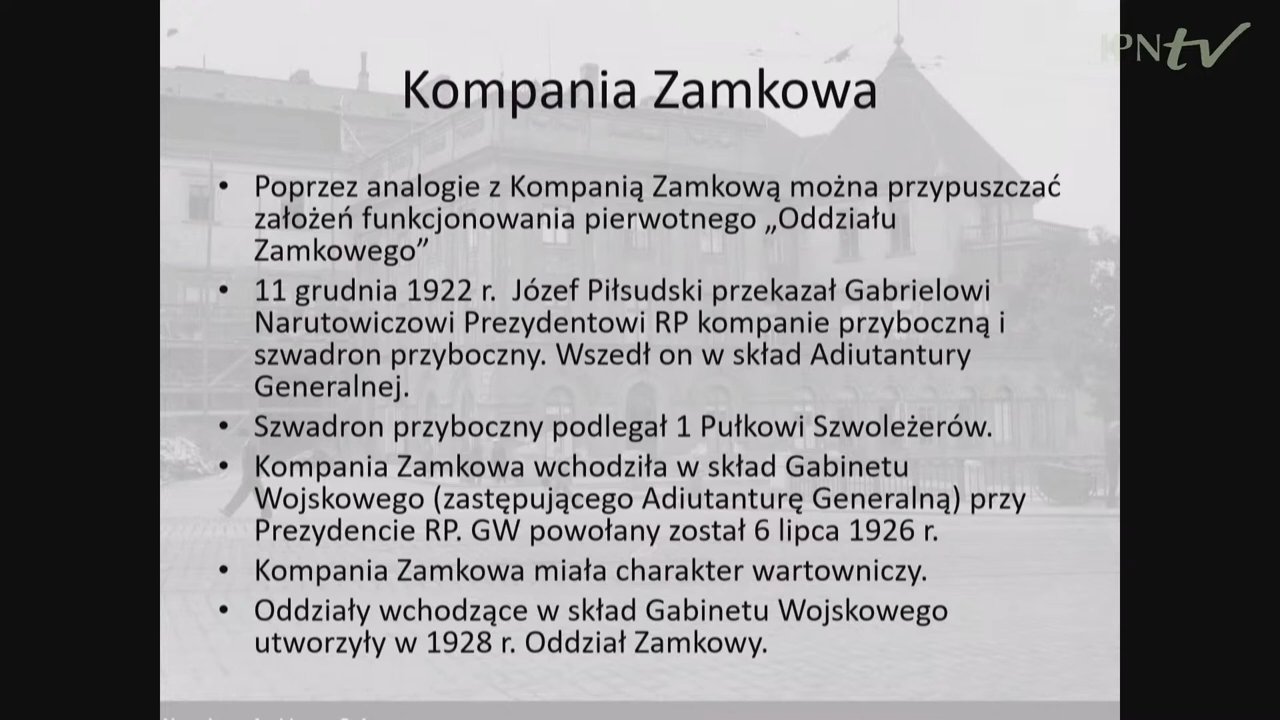 IPNtv
Kompania Zamkowa
• Poprzez analogie z Kompanią Zamkową można przypuszczać
założeń funkcjonowania pierwotnego „Oddziału
Zamkowego”
• 11 grudnia 1922 r.  Józef Piłsudski przekazał Gabrielowi
Narutowiczowi Prezydentowi RP kompanie przyboczną i
szwadron przyboczny. Wszedł on w skład Adiutantury
Generalnej.
• Szwadron przyboczny podlegał 1 Pułkowi Szwoleżerów.
• Kompania Zamkowa wchodziła w skład Gabinetu
Wojskowego (zastępującego Adiutanturę Generalną) przy
Prezydencie RP. GW powołany został 6 lipca 1926 r.
• Kompania Zamkowa miała charakter wartowniczy.
• Oddziały wchodzące w skład Gabinetu Wojskowego
utworzyły w 1928 r. Oddział Zamkowy.